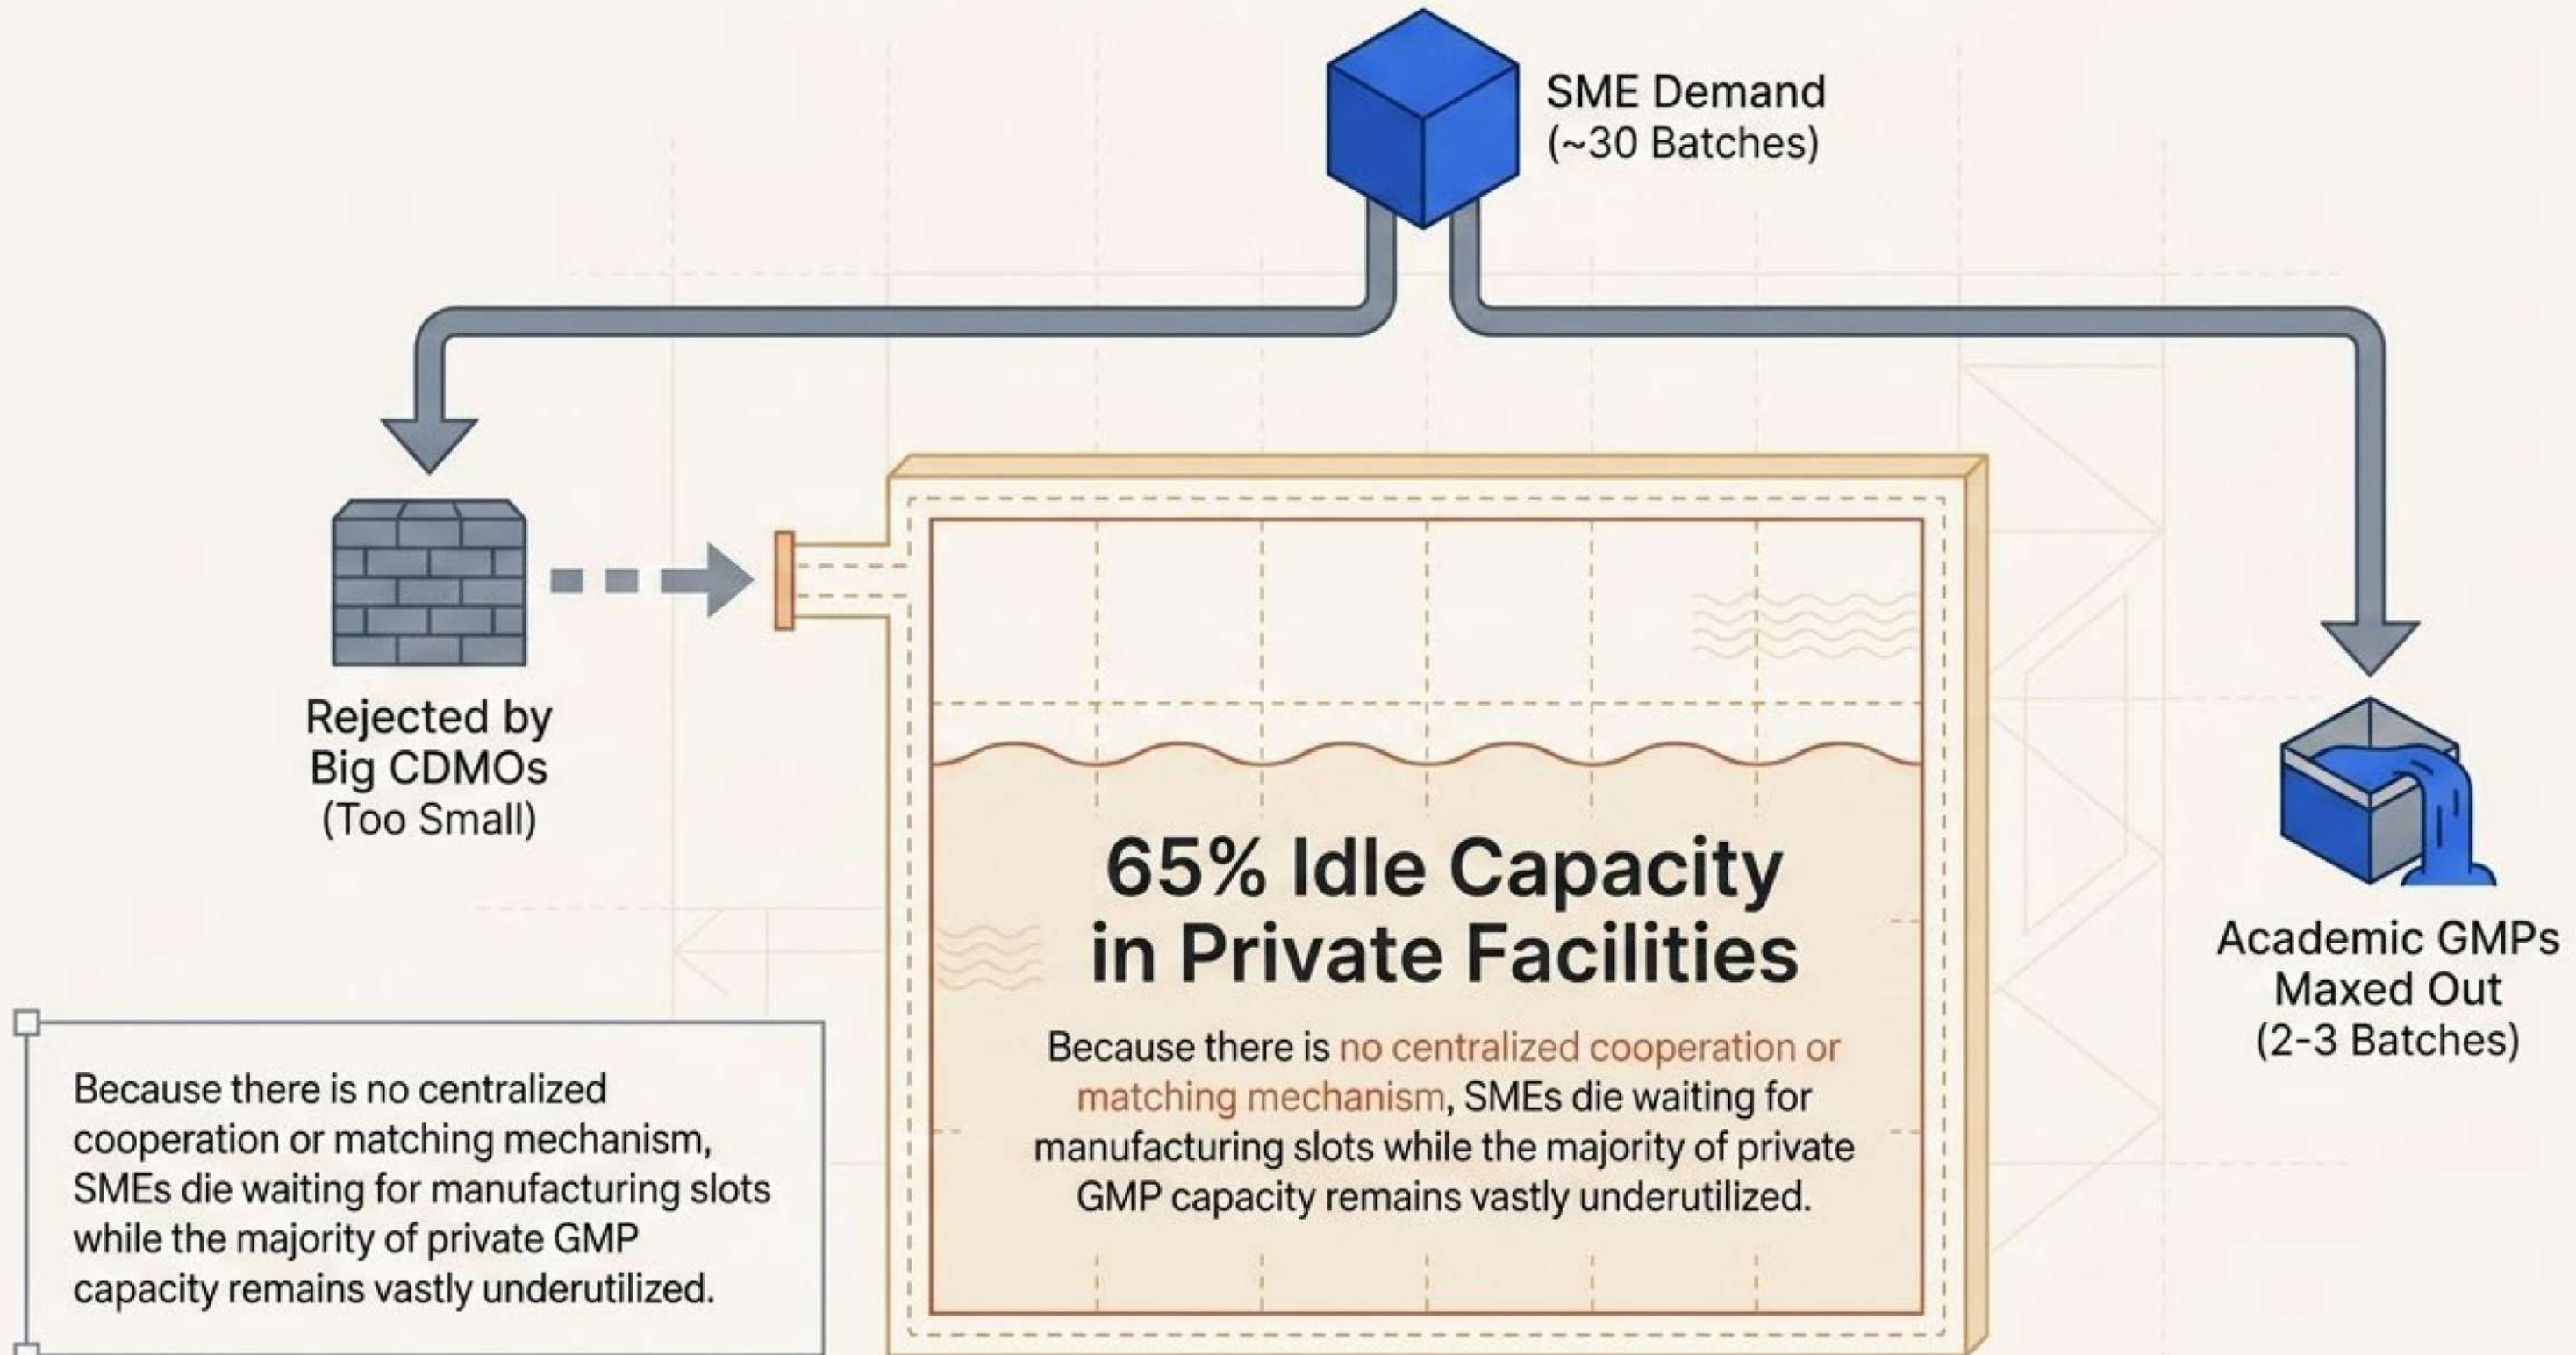 SME Demand
(~30 Batches)
Rejected by
Big CDMOs
(Too Small)
65% Idle Capacity
in Private Facilities
Because there is no centralized cooperation or
matching mechanism, SMEs die waiting for
manufacturing slots while the majority of private
GMP capacity remains vastly underutilized.
Academic GMPs
Maxed Out
(2-3 Batches)
Because there is no centralized
cooperation or matching mechanism,
SMEs die waiting for manufacturing slots
while the majority of private GMP
capacity remains vastly underutilized.